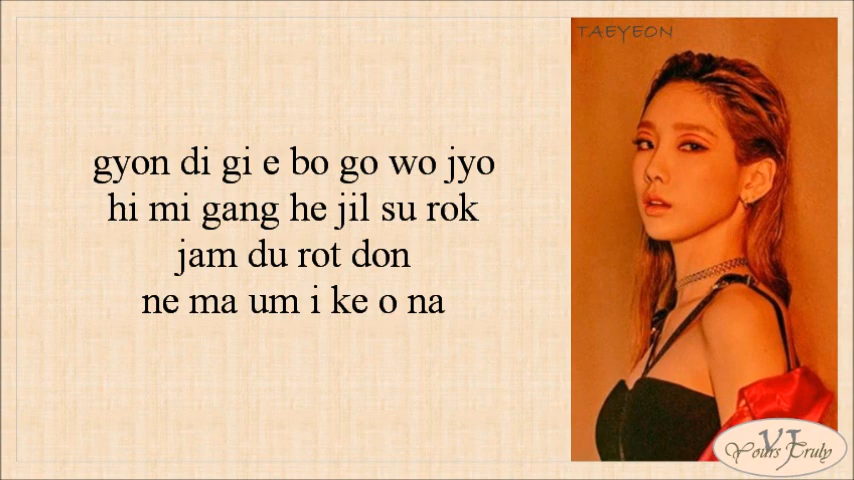 TAEYEON
gyon di gi e bo go wo jyo
hi mi gang he jil su rok
jam du rot don
ne ma um i ke o na
VJ
Yours Truly